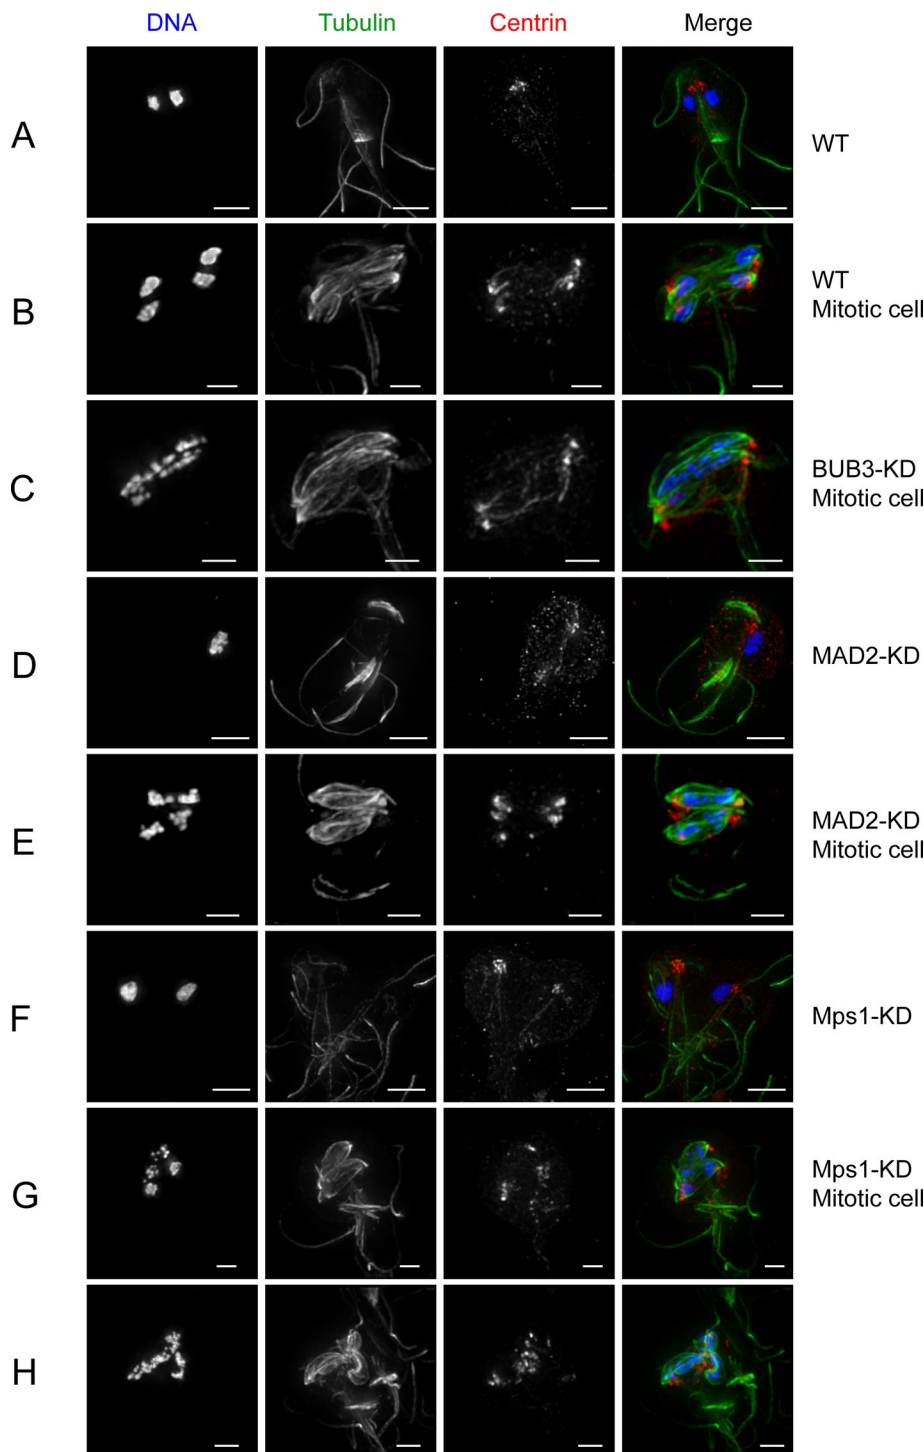 DNA Tubulin Centrin Merge
A WT
B WT
Mitotic cell
C BUB3-KD
Mitotic cell
D MAD2-KD
E MAD2-KD
Mitotic cell
F Mps1-KD
G Mps1-KD
Mitotic cell
H